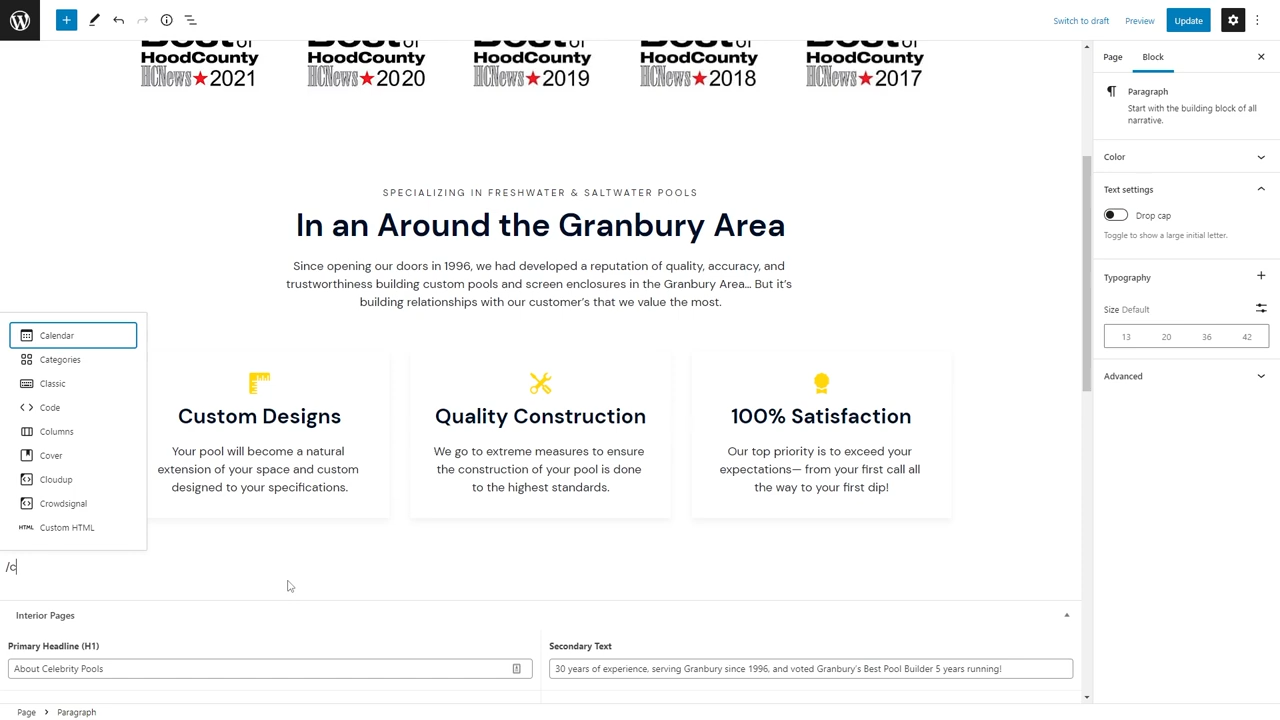 Switch to draft
Preview
Update
Best of Best of Best of Best of Best of
HoodCounty HoodCounty HoodCounty HoodCounty HoodCounty
HCNews★2021 HCNews★2020 HCNews★2019 HCNews★2018 HCNews★2017
SPECIALIZING IN FRESHWATER & SALTWATER POOLS
In an Around the Granbury Area
Since opening our doors in 1996, we had developed a reputation of quality, accuracy, and
trustworthiness building custom pools and screen enclosures in the Granbury Area... But it's
building relationships with our customer's that we value the most.
Calendar
Categories
Classic
Code
Columns
Cover
Cloudup
Crowdsignal
HTML Custom HTML
Custom Designs
Your pool will become a natural
extension of your space and custom
designed to your specifications.
Quality Construction
We go to extreme measures to ensure
the construction of your pool is done
to the highest standards.
100% Satisfaction
Our top priority is to exceed your
expectations— from your first call all
the way to your first dip!
/c
Interior Pages
Primary Headline (H1)
About Celebrity Pools
Secondary Text
30 years of experience, serving Granbury since 1996, and voted Granbury's Best Pool Builder 5 years running!
Page
Paragraph
Page
Block
Paragraph
Start with the building block of all
narrative.
Color
Text settings
Drop cap
Toggle to show a large initial letter.
Typography
Size Default
13 20 36 42
Advanced